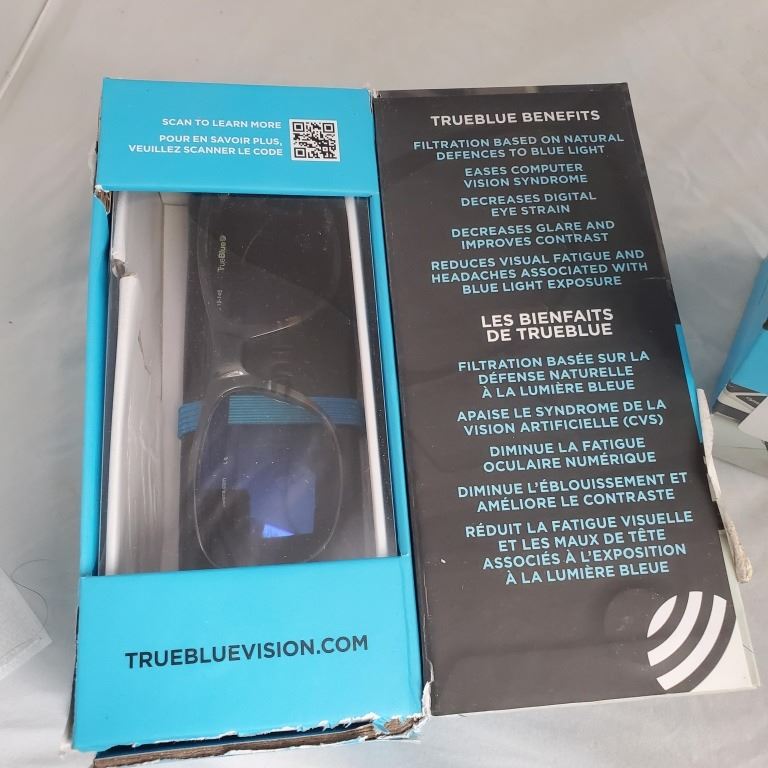 SCAN TO LEARN MORE
POUR EN SAVOIR PLUS,
VEUILLEZ SCANNER LE CODE
TrueBlue
TRUEBLUEVISION.COM
TRUEBLUE BENEFITS
FILTRATION BASED ON NATURAL
DEFENCES TO BLUE LIGHT
EASES COMPUTER
VISION SYNDROME
DECREASES DIGITAL
EYE STRAIN
DECREASES GLARE AND
IMPROVES CONTRAST
REDUCES VISUAL FATIGUE AND
HEADACHES ASSOCIATED WITH
BLUE LIGHT EXPOSURE
LES BIENFAITS
DE TRUEBLUE
FILTRATION BASÉE SUR LA
DÉFENSE NATURELLE
À LA LUMIÈRE BLEUE
APAISE LE SYNDROME DE LA
VISION ARTIFICIELLE (CVS)
DIMINUE LA FATIGUE
OCULAIRE NUMÉRIQUE
DIMINUE L'ÉBLOUISSEMENT ET
AMÉLIORE LE CONTRASTE
RÉDUIT LA FATIGUE VISUELLE
ET LES MAUX DE TÊTE
ASSOCIÉS À L'EXPOSITION
À LA LUMIÈRE BLEUE